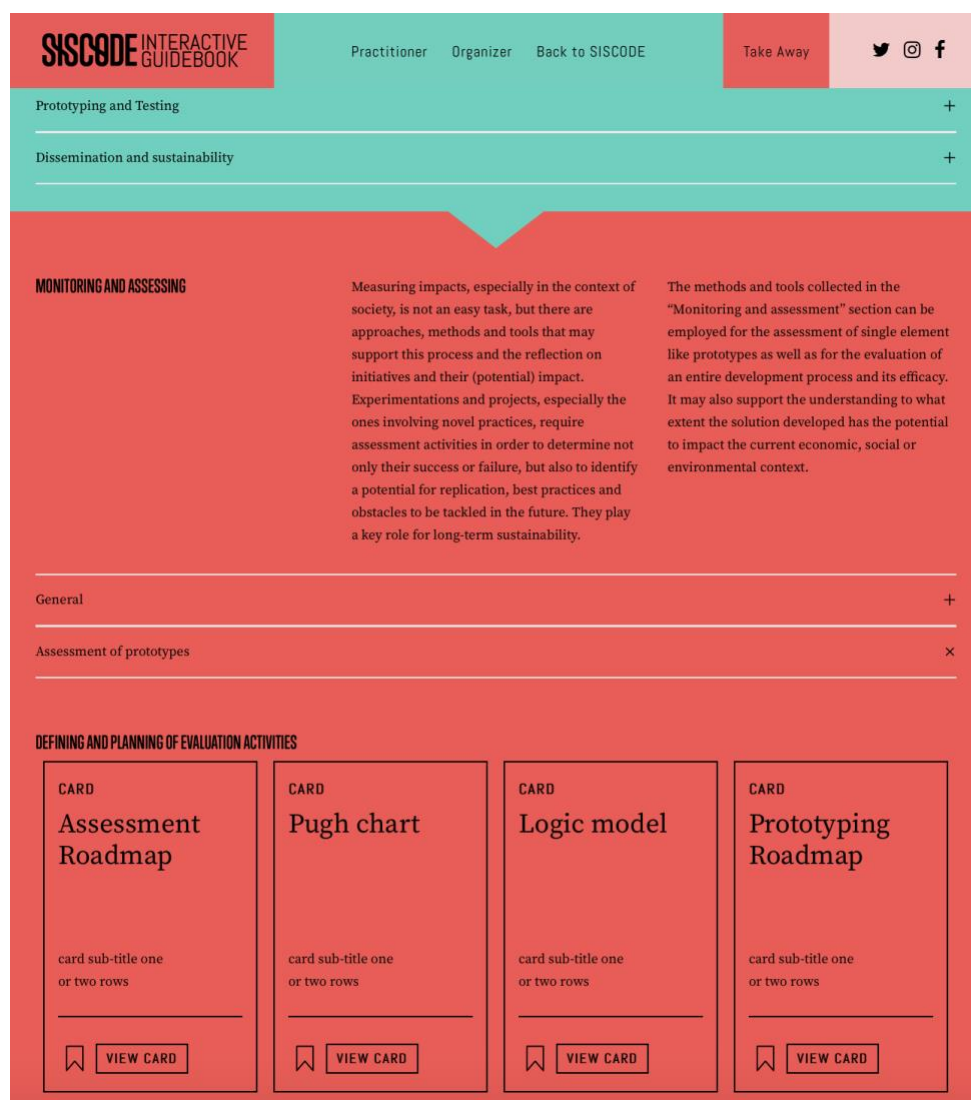 SISCODE INTERACTIVE
GUIDEBOOK
Practitioner Organizer Back to SISCODE
Take Away
Prototyping and Testing +
Dissemination and sustainability +
MONITORING AND ASSESSING
Measuring impacts, especially in the context of
society, is not an easy task, but there are
approaches, methods and tools that may
support this process and the reflection on
initiatives and their (potential) impact.
Experimentations and projects, especially the
ones involving novel practices, require
assessment activities in order to determine not
only their success or failure, but also to identify
a potential for replication, best practices and
obstacles to be tackled in the future. They play
a key role for long-term sustainability.
The methods and tools collected in the
“Monitoring and assessment” section can be
employed for the assessment of single element
like prototypes as well as for the evaluation of
an entire development process and its efficacy.
It may also support the understanding to what
extent the solution developed has the potential
to impact the current economic, social or
environmental context.
General +
Assessment of prototypes ×
DEFINING AND PLANNING OF EVALUATION ACTIVITIES
CARD
Assessment
Roadmap
card sub-title one
or two rows
VIEW CARD
CARD
Pugh chart
card sub-title one
or two rows
VIEW CARD
CARD
Logic model
card sub-title one
or two rows
VIEW CARD
CARD
Prototyping
Roadmap
card sub-title one
or two rows
VIEW CARD